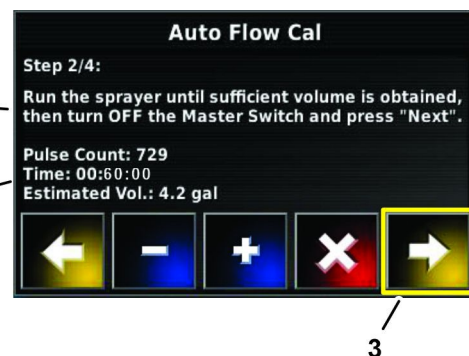 Auto Flow Cal
Step 2/4:
Run the sprayer until sufficient volume is obtained,
then turn OFF the Master Switch and press "Next".
Pulse Count: 729
Time: 00:60:00
Estimated Vol.: 4.2 gal
3